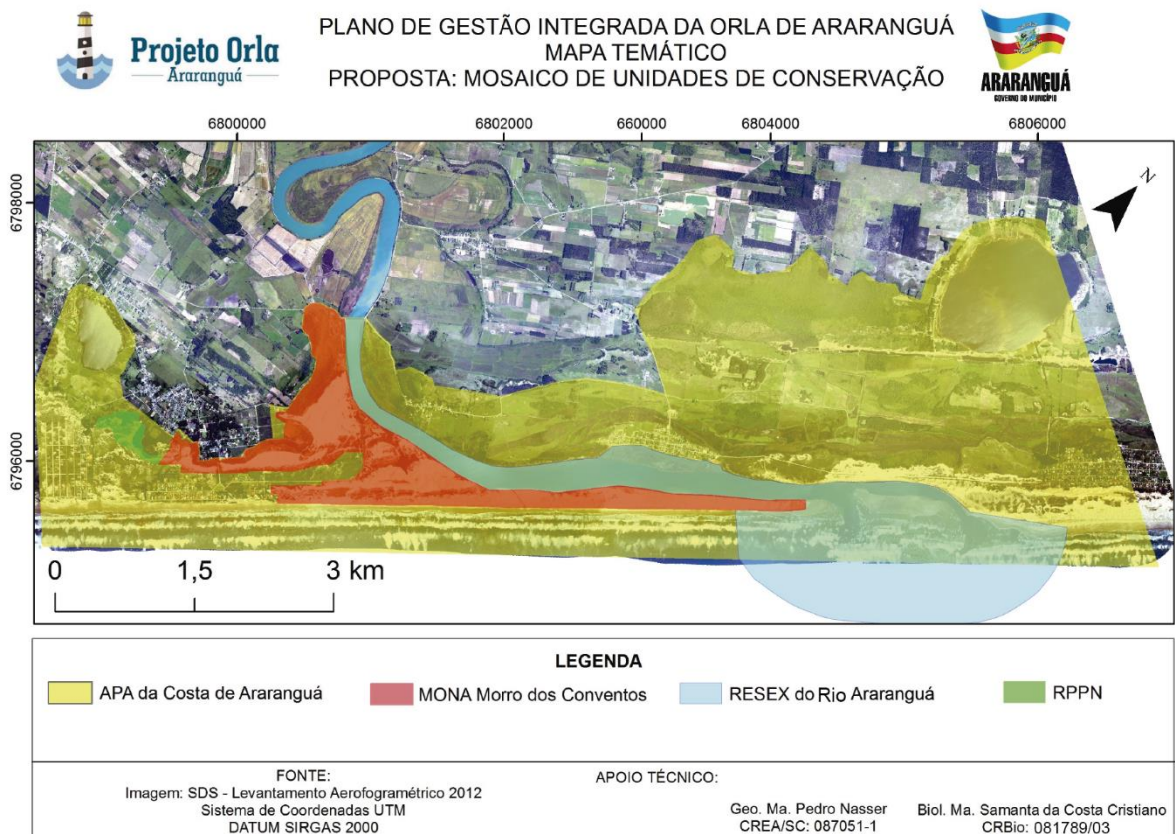 Projeto Orla
Araranguá
PLANO DE GESTÃO INTEGRADA DA ORLA DE ARARANGUÁ
MAPA TEMÁTICO
PROPOSTA: MOSAICO DE UNIDADES DE CONSERVAÇÃO
ARARANGUÁ
GOVERNO DO MUNICÍPIO
6800000
6802000
660000
6804000
6806000
6798000
6796000
N
0
1,5
3 km
LEGENDA
APA da Costa de Araranguá
MONA Morro dos Conventos
RESEX do Rio Araranguá
RPPN
FONTE:
Imagem: SDS - Levantamento Aerofogramétrico 2012
Sistema de Coordenadas UTM
DATUM SIRGAS 2000
APOIO TÉCNICO:
Geo. Ma. Pedro Nasser
CREA/SC: 087051-1
Biol. Ma. Samanta da Costa Cristiano
CRBio: 081789/03